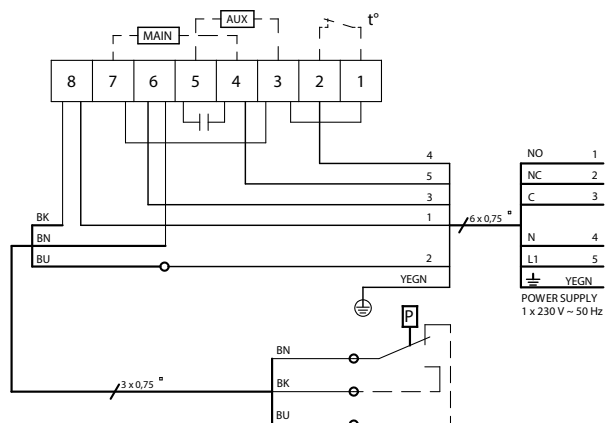 AUX
MAIN
t°
8 7 6 5 4 3 2 1
4
5
3
1
2
YEGN
6 x 0,75 ¤
NO 1
NC 2
C 3
N 4
L1 5
YEGN
POWER SUPPLY
1 x 230 V ~ 50 Hz
BK
BN
BU
P
3 x 0,75 ¤
BN
BK
BU